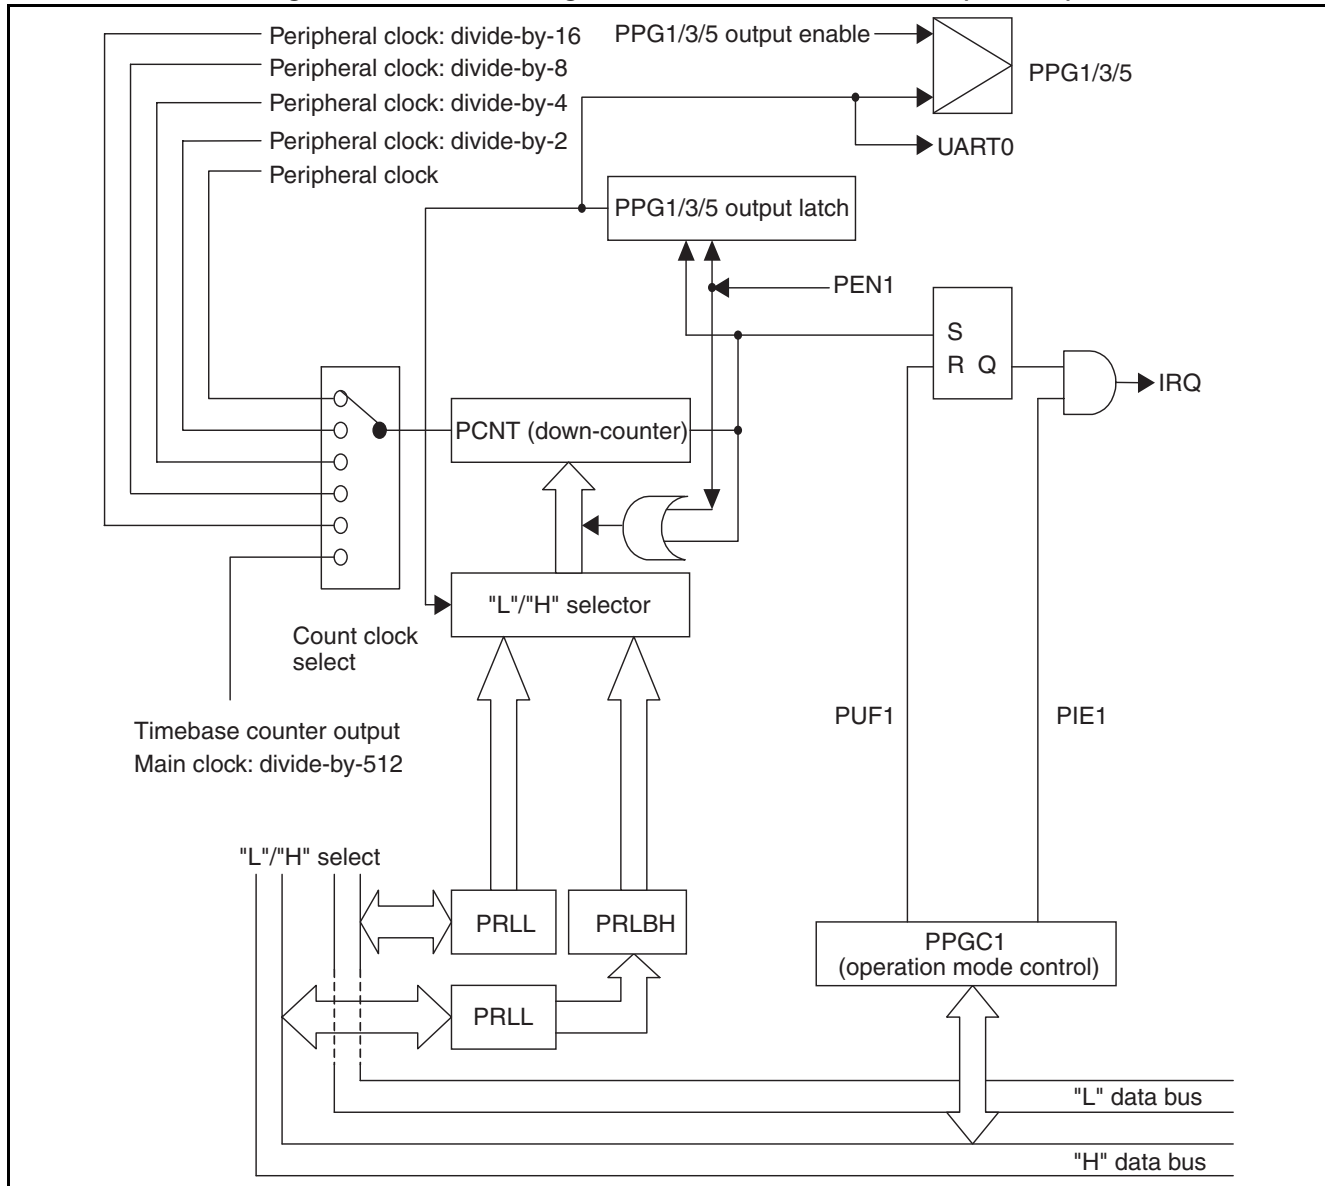 Peripheral clock: divide-by-16
Peripheral clock: divide-by-8
Peripheral clock: divide-by-4
Peripheral clock: divide-by-2
Peripheral clock
PPG1/3/5 output enable
PPG1/3/5
UART0
PPG1/3/5 output latch
PEN1
S
R Q
IRQ
PCNT (down-counter)
"L"/"H" selector
Count clock
select
Timebase counter output
Main clock: divide-by-512
PUF1
PIE1
"L"/"H" select
PRLL
PRLBH
PRLL
PPGC1
(operation mode control)
"L" data bus
"H" data bus